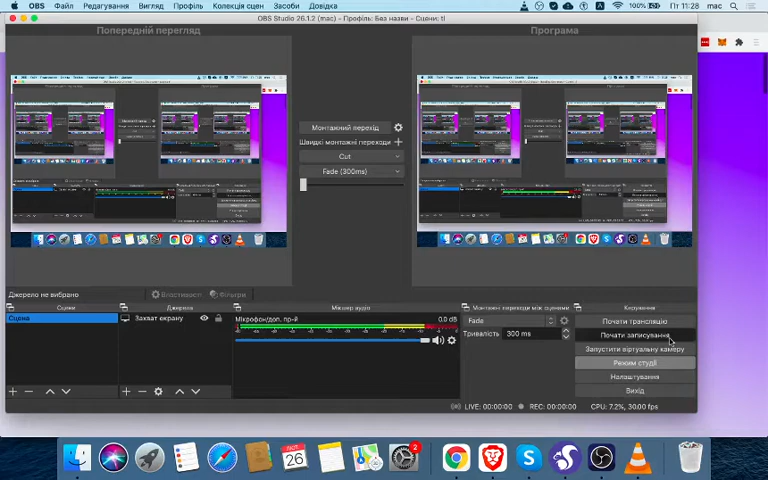 OBS Файл Редагування Вигляд Профіль Колекція сцен Засоби Довідка 100% Пт 11:28 mac
OBS Studio 26.1.2 (mac) - Профіль: Без назви - Сцени: ti
Попередній перегляд
Програма
Монтажний перехід
Швидкі монтажні переходи
Cut
Fade (300ms)
Джерело не вибрано Властивості Фільтри
Сцени
Джерела
Мікшер аудіо
Монтажні переходи між сценами
Керування
Сцена
Захват екрану
Мікрофон/доп. пр-й 0.0 dB
Fade
Тривалість 300 ms
Почати трансляцію
Почати записування
Запустити віртуальну камеру
Режим студії
Налаштування
Вихід
LIVE: 00:00:00 REC: 00:00:00 CPU: 7.2%, 30.00 fps
ЛЮТ
26
2